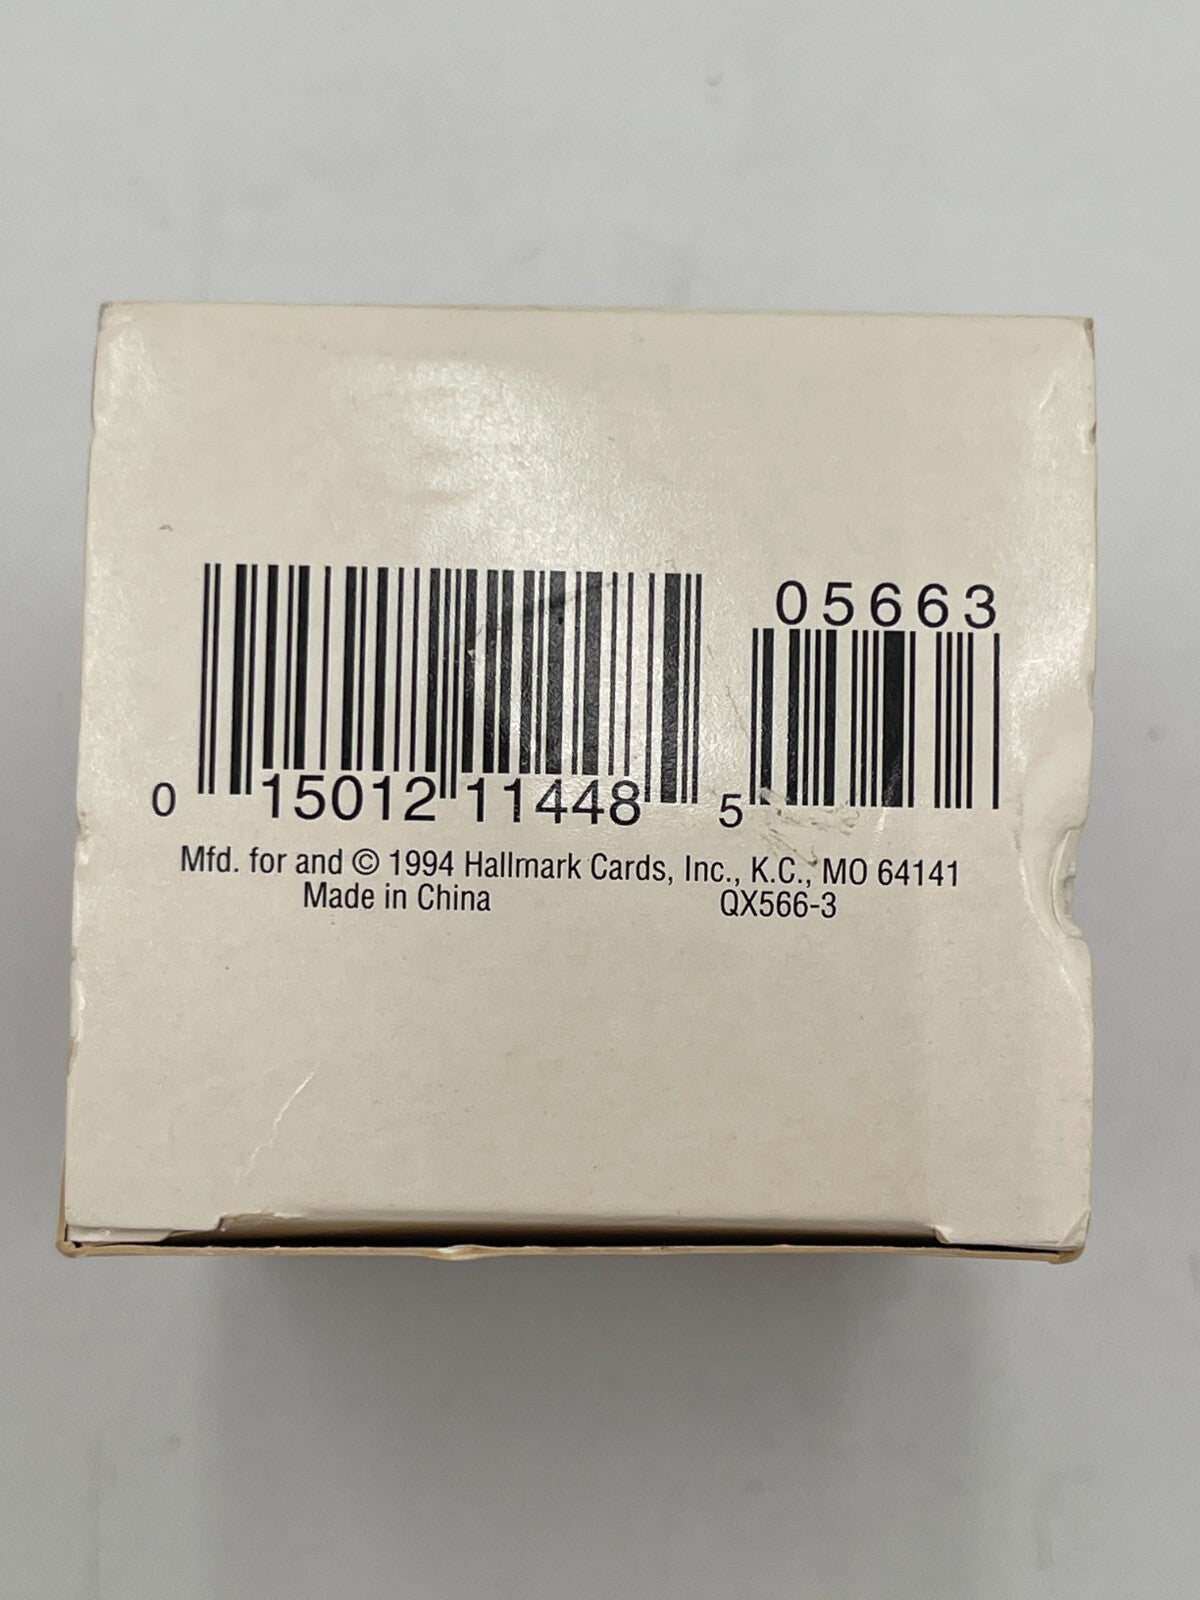 05663
0 15012 11448 5
Mfd. for and © 1994 Hallmark Cards, Inc., K.C., MO 64141
Made in China QX566-3